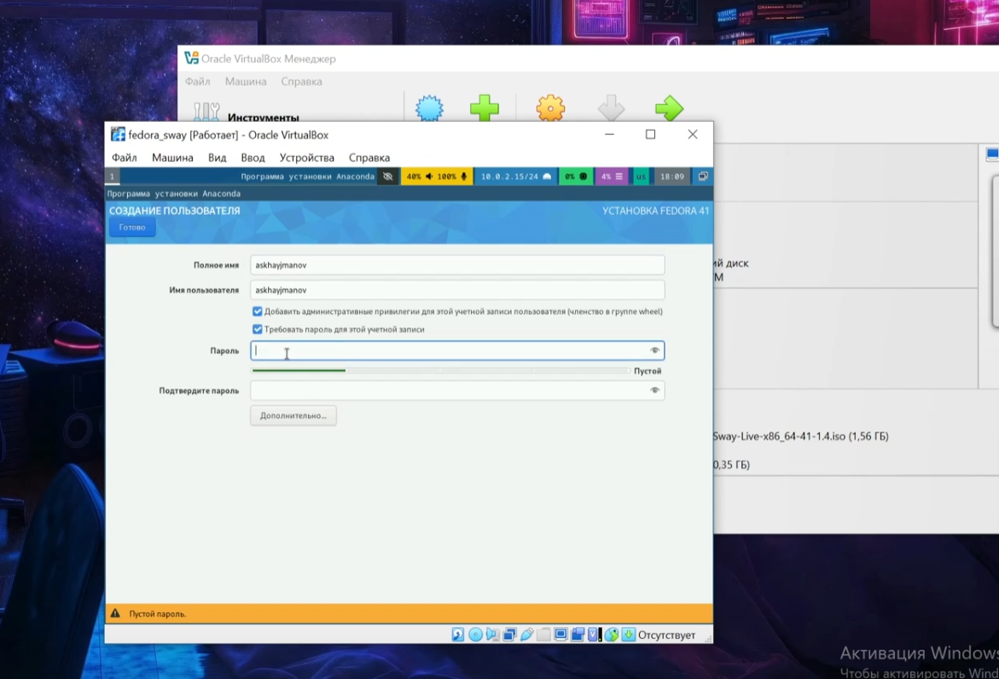 Oracle VirtualBox Менеджер
Файл Машина Справка
Инструменты
fedora_sway [Работает] - Oracle VirtualBox
Файл Машина Вид Ввод Устройства Справка
1 Программа установки Anaconda 40% 100% 10.0.2.15/24 0% 4% us 18:09
Программа установки Anaconda
СОЗДАНИЕ ПОЛЬЗОВАТЕЛЯ УСТАНОВКА FEDORA 41
Готово
Полное имя askhayjmanov
Имя пользователя askhayjmanov
Добавить административные привилегии для этой учетной записи пользователя (членство в группе wheel)
Требовать пароль для этой учетной записи
Пароль
Пустой
Подтвердите пароль
Дополнительно...
Пустой пароль.
Отсутствует
ий диск
М
Sway-Live-x86_64-41-1.4.iso (1,56 ГБ)
0,35 ГБ)
Активация Windows
Чтобы активировать Wind